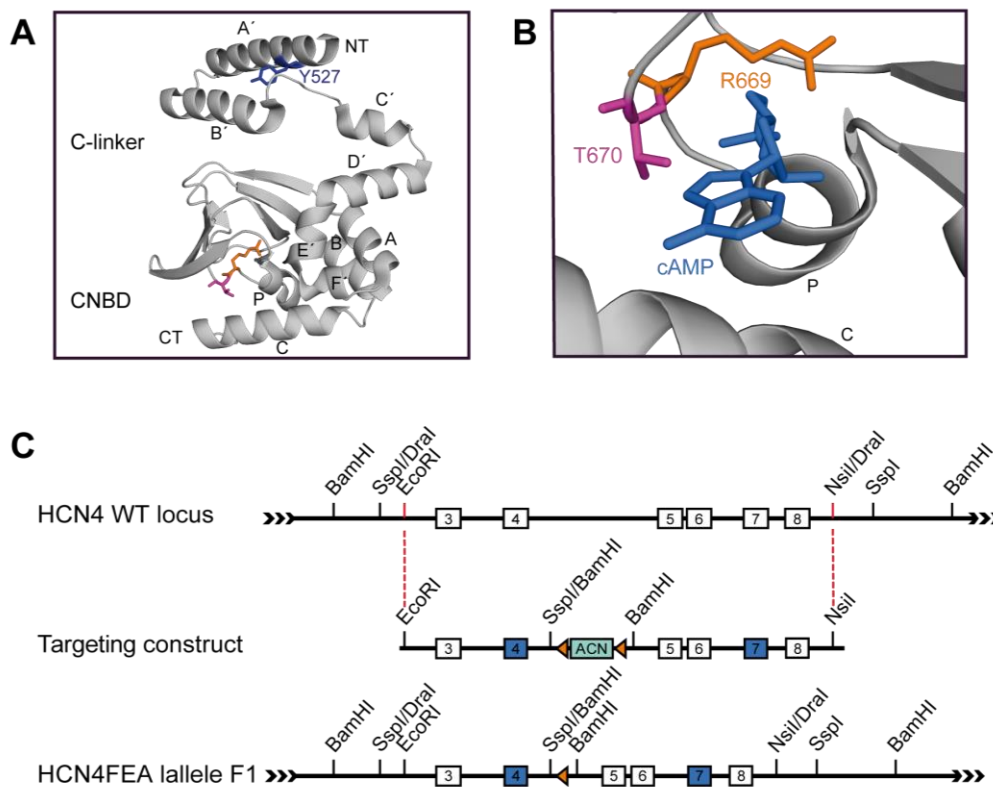 A
A´
NT
Y527
B´
C´
C-linker
D´
E´
B
A
F´
P
CNBD
CT
C
B
R669
T670
cAMP
P
C
C
BamHI
SspI/DraI
EcoRI
NsiI/DraI
SspI
BamHI
HCN4 WT locus
3 4 5 6 7 8
EcoRI
SspI/BamHI
BamHI
NsiI
Targeting construct
3 4 ACN 5 6 7 8
BamHI
SspI/DraI
EcoRI
SspI/BamHI
BamHI
NsiI/DraI
SspI
BamHI
HCN4FEA lallele F1
3 4 5 6 7 8